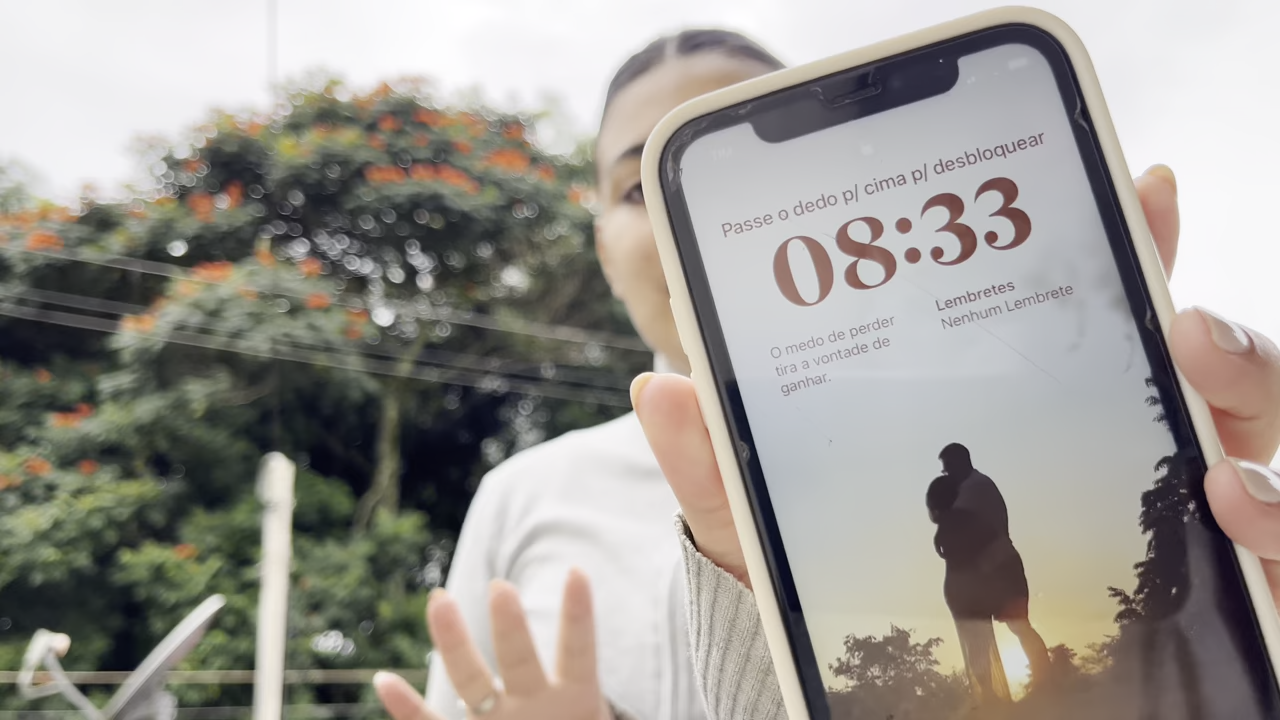 Passe o dedo p/ cima p/ desbloquear
08:33
O medo de perder
tira a vontade de
ganhar.
Lembretes
Nenhum Lembrete